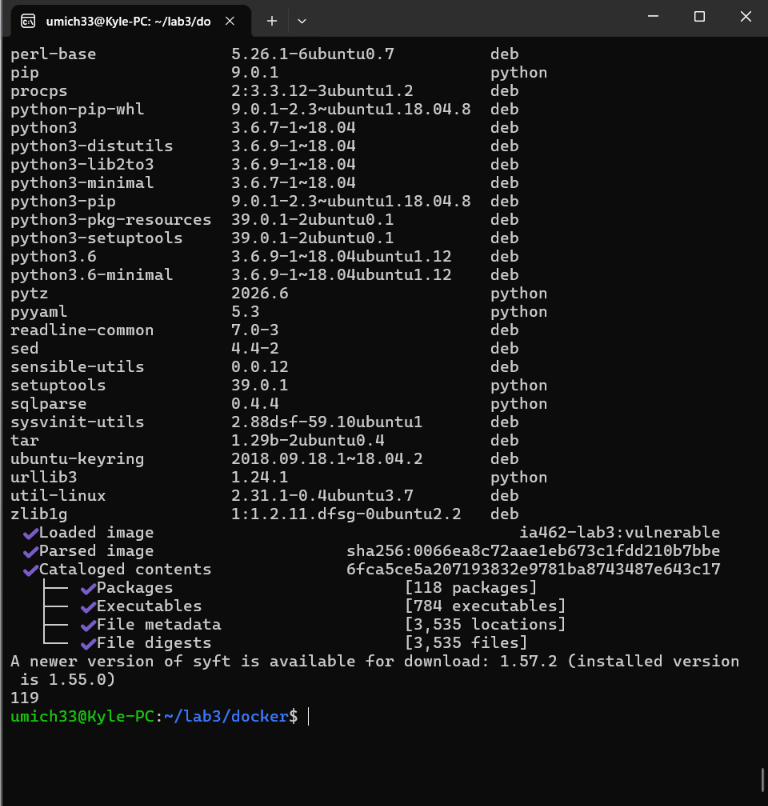 umich33@Kyle-PC: ~/lab3/do
perl-base 5.26.1-6ubuntu0.7 deb
pip 9.0.1 python
procps 2:3.3.12-3ubuntu1.2 deb
python-pip-whl 9.0.1-2.3~ubuntu1.18.04.8 deb
python3 3.6.7-1~18.04 deb
python3-distutils 3.6.9-1~18.04 deb
python3-lib2to3 3.6.9-1~18.04 deb
python3-minimal 3.6.7-1~18.04 deb
python3-pip 9.0.1-2.3~ubuntu1.18.04.8 deb
python3-pkg-resources 39.0.1-2ubuntu0.1 deb
python3-setuptools 39.0.1-2ubuntu0.1 deb
python3.6 3.6.9-1~18.04ubuntu1.12 deb
python3.6-minimal 3.6.9-1~18.04ubuntu1.12 deb
pytz 2026.6 python
pyyaml 5.3 python
readline-common 7.0-3 deb
sed 4.4-2 deb
sensible-utils 0.0.12 deb
setuptools 39.0.1 python
sqlparse 0.4.4 python
sysvinit-utils 2.88dsf-59.10ubuntu1 deb
tar 1.29b-2ubuntu0.4 deb
ubuntu-keyring 2018.09.18.1~18.04.2 deb
urllib3 1.24.1 python
util-linux 2.31.1-0.4ubuntu3.7 deb
zlib1g 1:1.2.11.dfsg-0ubuntu2.2 deb
✔Loaded image ia462-lab3:vulnerable
✔Parsed image sha256:0066ea8c72aae1eb673c1fdd210b7bbe
✔Cataloged contents 6fca5ce5a207193832e9781ba8743487e643c17
├── ✔Packages [118 packages]
├── ✔Executables [784 executables]
├── ✔File metadata [3,535 locations]
└── ✔File digests [3,535 files]
A newer version of syft is available for download: 1.57.2 (installed version
is 1.55.0)
119
umich33@Kyle-PC:~/lab3/docker$